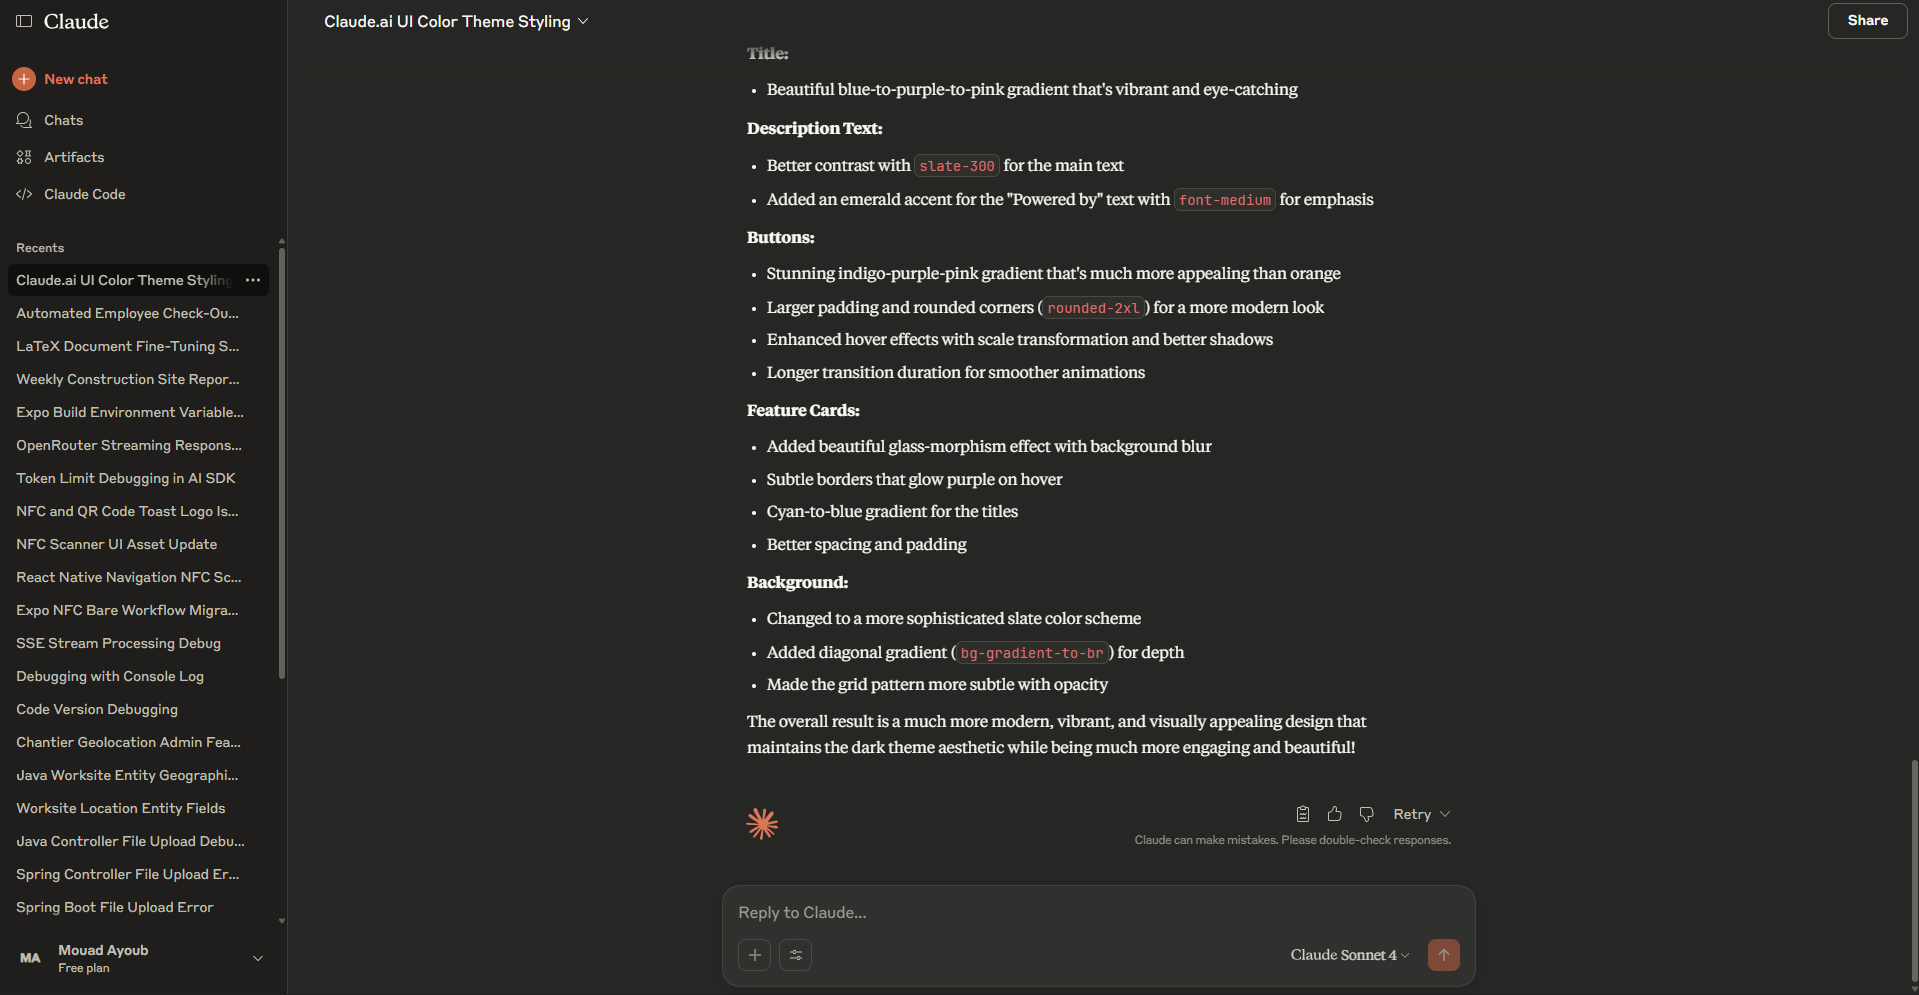 Claude
New chat
Chats
Artifacts
Claude Code
Recents
Claude.ai UI Color Theme Styling
Automated Employee Check-Ou...
LaTeX Document Fine-Tuning S...
Weekly Construction Site Repor...
Expo Build Environment Variable...
OpenRouter Streaming Respons...
Token Limit Debugging in AI SDK
NFC and QR Code Toast Logo Is...
NFC Scanner UI Asset Update
React Native Navigation NFC Sc...
Expo NFC Bare Workflow Migra...
SSE Stream Processing Debug
Debugging with Console Log
Code Version Debugging
Chantier Geolocation Admin Fea...
Java Worksite Entity Geographi...
Worksite Location Entity Fields
Java Controller File Upload Debu...
Spring Controller File Upload Er...
Spring Boot File Upload Error
MA
Mouad Ayoub
Free plan
Claude.ai UI Color Theme Styling
Share
Title:
• Beautiful blue-to-purple-to-pink gradient that's vibrant and eye-catching
Description Text:
• Better contrast with slate-300 for the main text
• Added an emerald accent for the "Powered by" text with font-medium for emphasis
Buttons:
• Stunning indigo-purple-pink gradient that's much more appealing than orange
• Larger padding and rounded corners (rounded-2xl) for a more modern look
• Enhanced hover effects with scale transformation and better shadows
• Longer transition duration for smoother animations
Feature Cards:
• Added beautiful glass-morphism effect with background blur
• Subtle borders that glow purple on hover
• Cyan-to-blue gradient for the titles
• Better spacing and padding
Background:
• Changed to a more sophisticated slate color scheme
• Added diagonal gradient (bg-gradient-to-br) for depth
• Made the grid pattern more subtle with opacity
The overall result is a much more modern, vibrant, and visually appealing design that
maintains the dark theme aesthetic while being much more engaging and beautiful!
Retry
Claude can make mistakes. Please double-check responses.
Reply to Claude...
Claude Sonnet 4